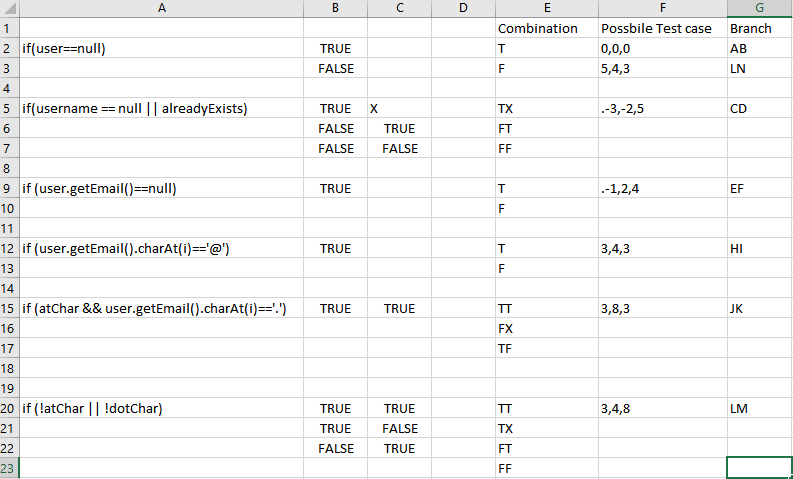 A B C D E F G
1 Combination Possbile Test case Branch
2 if(user==null) TRUE T 0,0,0 AB
3 FALSE F 5,4,3 LN
4
5 if(username == null || alreadyExists) TRUE X TX .-3,-2,5 CD
6 FALSE TRUE FT
7 FALSE FALSE FF
8
9 if (user.getEmail()==null) TRUE T .-1,2,4 EF
10 F
11
12 if (user.getEmail().charAt(i)=='@') TRUE T 3,4,3 HI
13 F
14
15 if (atChar && user.getEmail().charAt(i)=='.') TRUE TRUE TT 3,8,3 JK
16 FX
17 TF
18
19
20 if (!atChar || !dotChar) TRUE TRUE TT 3,4,8 LM
21 TRUE FALSE TX
22 FALSE TRUE FT
23 FF